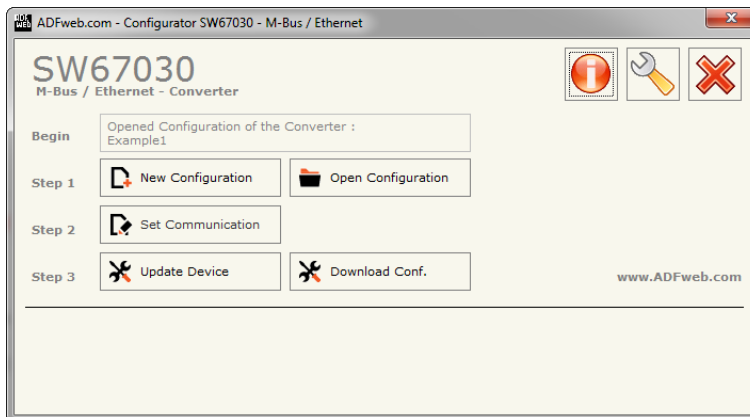 ADFweb.com - Configurator SW67030 - M-Bus / Ethernet
SW67030
M-Bus / Ethernet - Converter
Begin
Opened Configuration of the Converter :
Example1
Step 1
New Configuration
Open Configuration
Step 2
Set Communication
Step 3
Update Device
Download Conf.
www.ADFweb.com